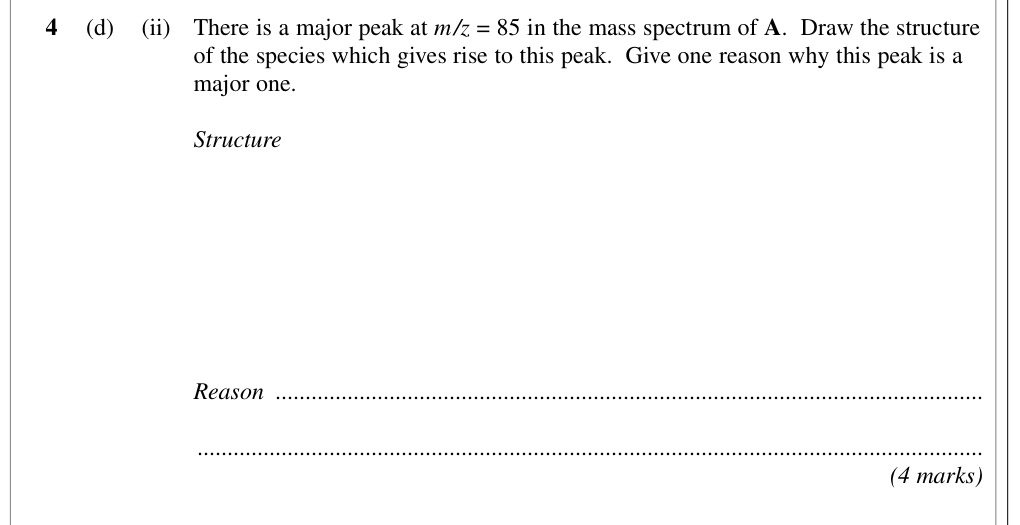 4 (d) (ii) There is a major peak at m/z = 85 in the mass spectrum of A. Draw the structure
of the species which gives rise to this peak. Give one reason why this peak is a
major one.
Structure
Reason ......................................................................................................................
...................................................................................................................................
(4 marks)